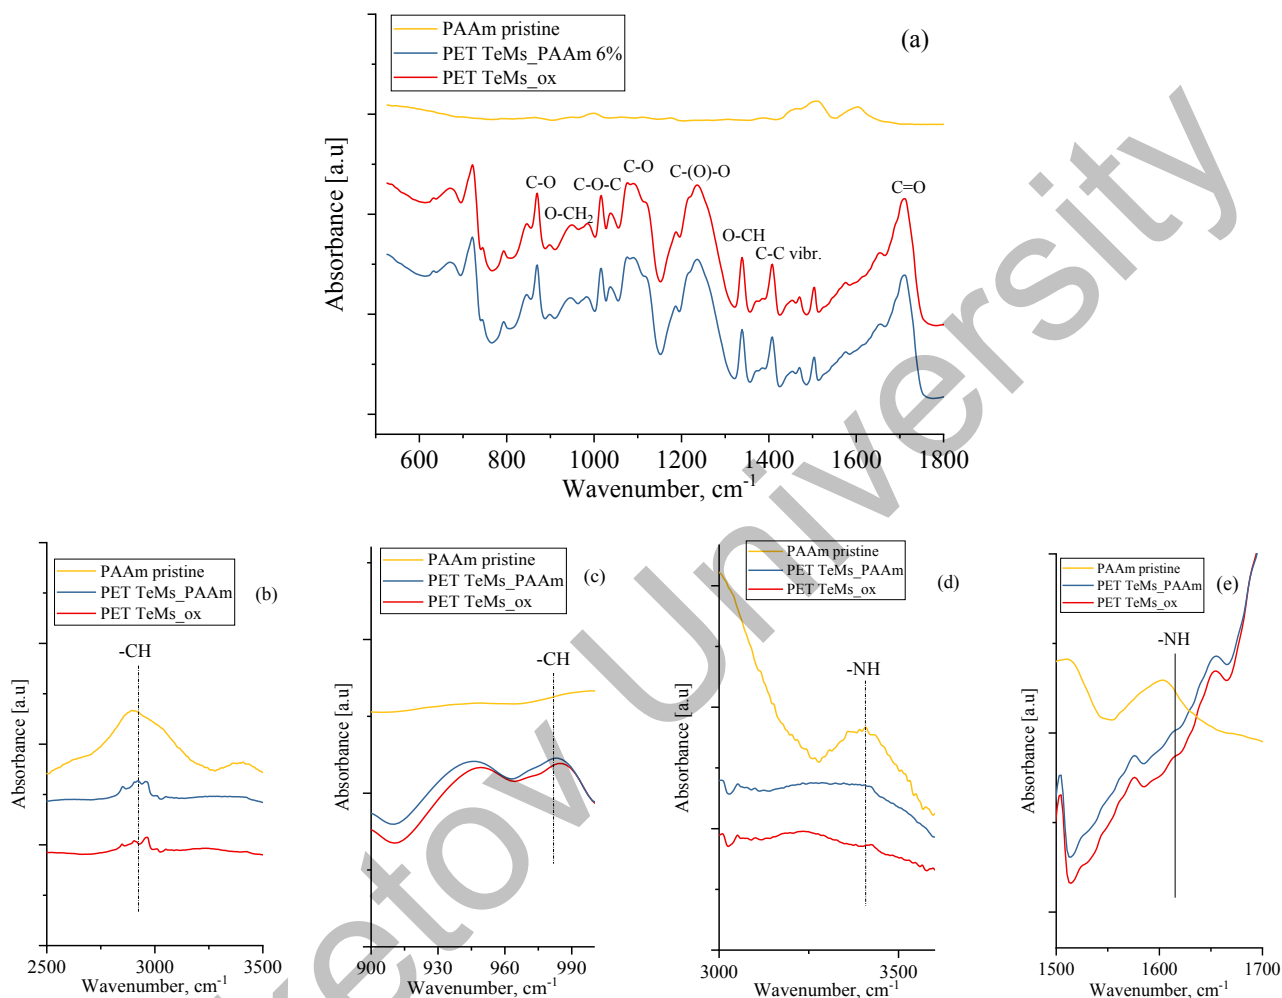 PAAm pristine
PET TeMs_PAAm 6%
PET TeMs_ox
(a)
C-O
C-O-C
O-CH2
C-O
C-(O)-O
O-CH
C-C vibr.
C=O
Absorbance [a.u]
600 800 1000 1200 1400 1600 1800
Wavenumber, cm-1
PAAm pristine
PET TeMs_PAAm
PET TeMs_ox
(b)
-CH
Absorbance [a.u]
2500 3000 3500
Wavenumber, cm-1
PAAm pristine
PET TeMs_PAAm
PET TeMs_ox
(c)
-CH
Absorbance [a.u]
900 930 960 990
Wavenumber, cm-1
PAAm pristine
PET TeMs_PAAm
PET TeMs_ox
(d)
-NH
Absorbance [a.u]
3000 3500
Wavenumber, cm-1
PAAm pristine
PET TeMs_PAAm
PET TeMs_ox
(e)
-NH
Absorbance [a.u]
1500 1600 1700
Wavenumber, cm-1
ketov University